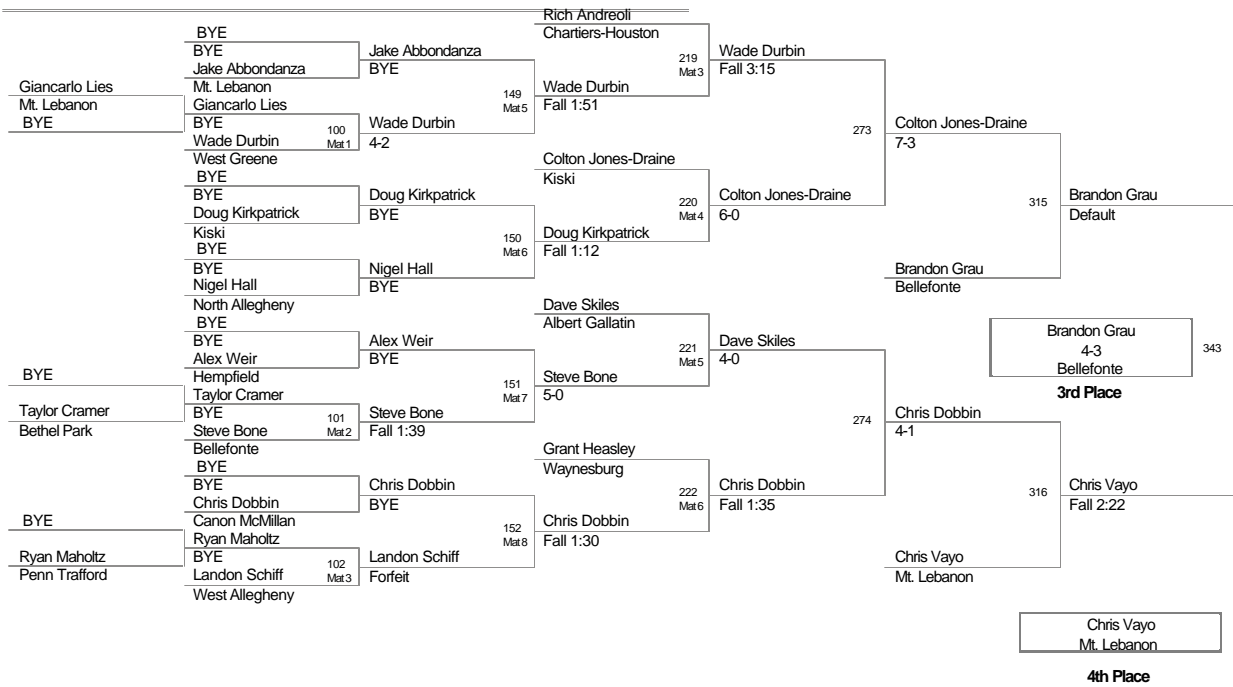 Giancarlo Lies
Mt. Lebanon
BYE
BYE
Taylor Cramer
Bethel Park
BYE
Ryan Maholtz
Penn Trafford
BYE
BYE
Jake Abbondanza
Mt. Lebanon
Giancarlo Lies
BYE
Wade Durbin
West Greene
100
Mat 1
BYE
BYE
Doug Kirkpatrick
Kiski
BYE
BYE
Nigel Hall
North Allegheny
BYE
BYE
Alex Weir
Hempfield
Taylor Cramer
BYE
Steve Bone
Bellefonte
101
Mat 2
BYE
BYE
Chris Dobbin
Canon McMillan
Ryan Maholtz
BYE
Landon Schiff
West Allegheny
102
Mat 3
Jake Abbondanza
BYE
149
Mat 5
Wade Durbin
4-2
Doug Kirkpatrick
BYE
150
Mat 6
Nigel Hall
BYE
Alex Weir
BYE
151
Mat 7
Steve Bone
Fall 1:39
Chris Dobbin
BYE
152
Mat 8
Landon Schiff
Forfeit
Rich Andreoli
Chartiers-Houston
219
Mat 3
Wade Durbin
Fall 1:51
Colton Jones-Draine
Kiski
220
Mat 4
Doug Kirkpatrick
Fall 1:12
Dave Skiles
Albert Gallatin
221
Mat 5
Steve Bone
5-0
Grant Heasley
Waynesburg
222
Mat 6
Chris Dobbin
Fall 1:30
Wade Durbin
Fall 3:15
273
Colton Jones-Draine
6-0
Dave Skiles
4-0
274
Chris Dobbin
Fall 1:35
Colton Jones-Draine
7-3
315
Brandon Grau
Bellefonte
Chris Dobbin
4-1
316
Chris Vayo
Mt. Lebanon
Brandon Grau
Default
Brandon Grau
4-3
Bellefonte
343
3rd Place
Chris Vayo
Fall 2:22
Chris Vayo
Mt. Lebanon
4th Place